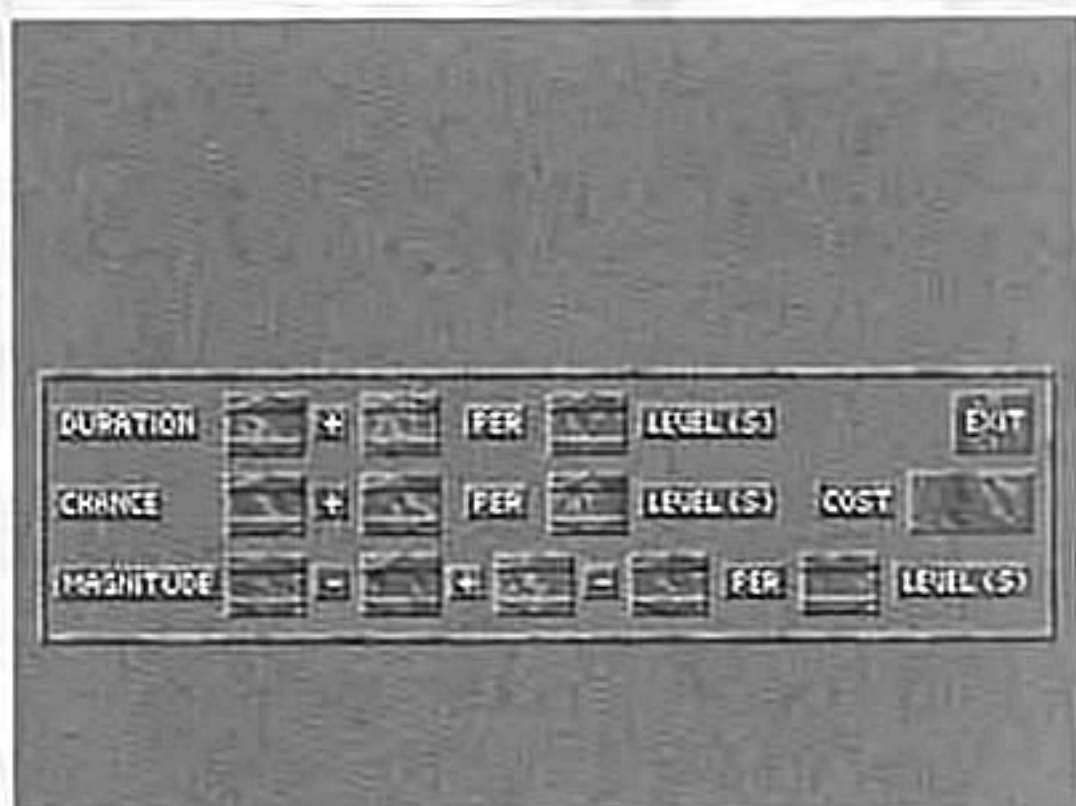 DURATION + PER LEVEL(S) EXIT
CHANCE + PER LEVEL(S) COST
MAGNITUDE - + - PER LEVEL(S)